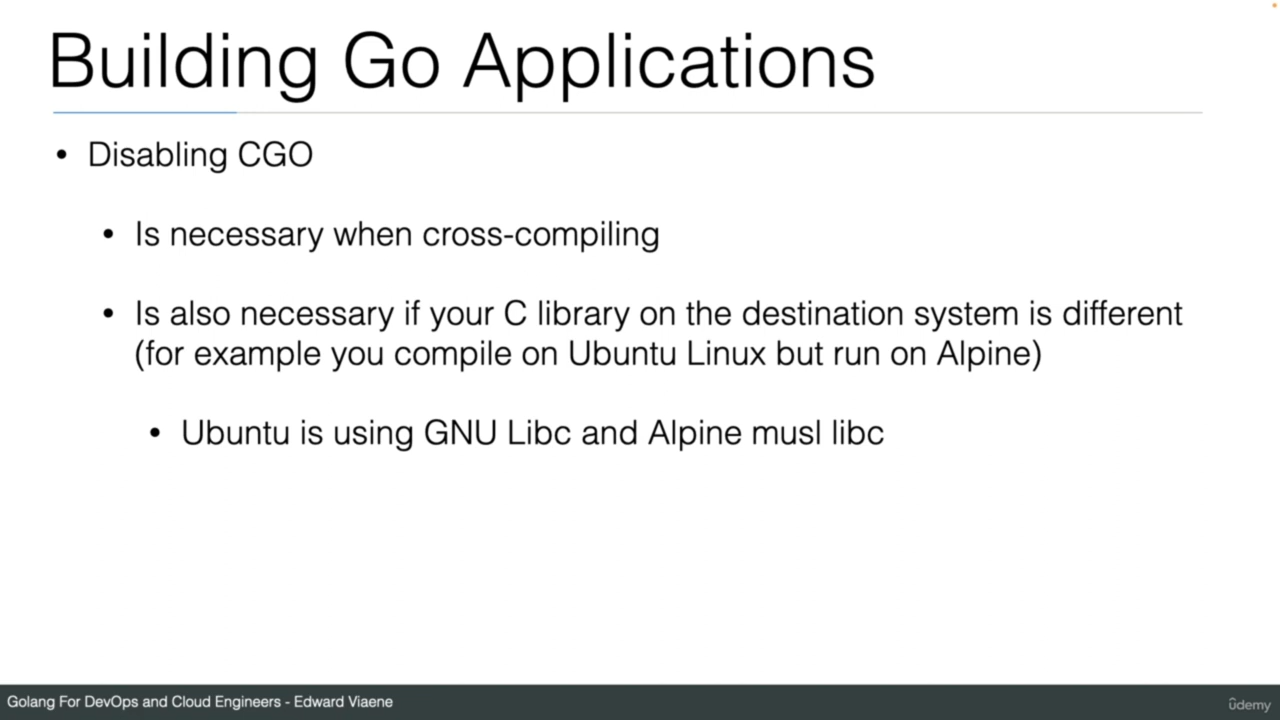 Building Go Applications
• Disabling CGO
• Is necessary when cross-compiling
• Is also necessary if your C library on the destination system is different
(for example you compile on Ubuntu Linux but run on Alpine)
• Ubuntu is using GNU Libc and Alpine musl libc
Golang For DevOps and Cloud Engineers - Edward Viaene
ûdemy